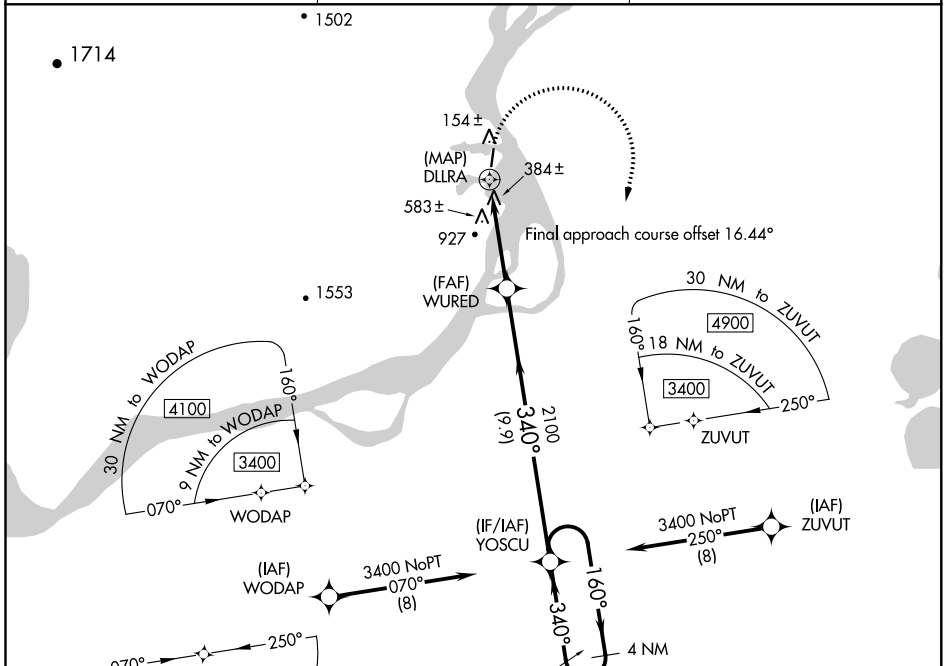 1502
1714
154±
(MAP)
DLLRA
384±
583±
927
Final approach course offset 16.44°
(FAF)
WURED
1553
30 NM to ZUVUT
4900
160°
18 NM to ZUVUT
3400
250°
ZUVUT
30 NM to WODAP
160°
4100
9 NM to WODAP
3400
070°
WODAP
2100
340°
(9.9)
(IF/IAF)
YOSCU
3400 NoPT
250°
(8)
(IAF)
ZUVUT
(IAF)
WODAP
3400 NoPT
070°
(8)
160°
340°
4 NM
250°
070°